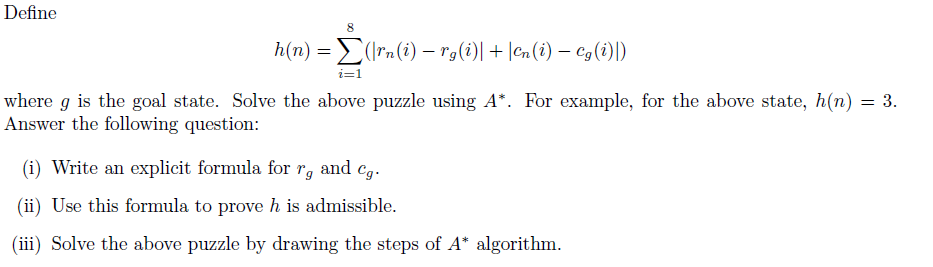 Define
h(n) = \sum_{i=1}^{8} (|r_n(i) − r_g(i)| + |c_n(i) − c_g(i)|)
where g is the goal state. Solve the above puzzle using A*. For example, for the above state, h(n) = 3.
Answer the following question:
(i) Write an explicit formula for r_g and c_g.
(ii) Use this formula to prove h is admissible.
(iii) Solve the above puzzle by drawing the steps of A* algorithm.